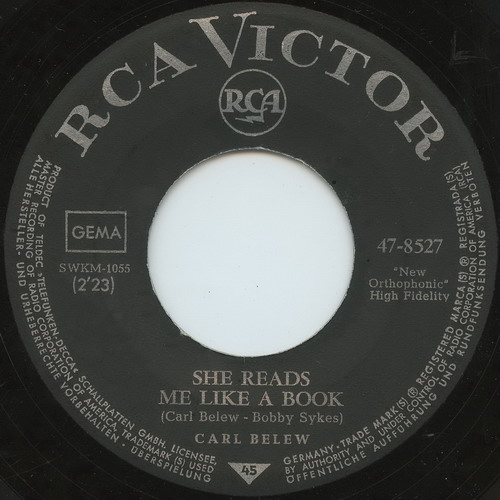 RCA VICTOR
RCA
GEMA
SWKM-1055
(2'23)
47-8527
"New
Orthophonic"
High Fidelity
SHE READS
ME LIKE A BOOK
(Carl Belew - Bobby Sykes)
CARL BELEW
45
PRODUCT OF TELDEC »TELEFUNKEN-DECCA« SCHALLPLATTEN GMBH. LICENSEE.
MASTER RECORDING OF RADIO CORPORATION OF AMERICA. TRADEMARK(S) USED
ALLE HERSTELLER- UND URHEBERRECHTE VORBEHALTEN · ÜBERSPIELUNG
GERMANY-TRADE MARK(S) ® REGISTERED MARCA(S) ® REGISTRADA(S)
BY AUTHORITY AND UNDER CONTROL OF RADIO CORPORATION OF AMERICA (RCA)
ÖFFENTLICHE AUFFÜHRUNG UND RUNDFUNKSENDUNG VERBOTEN